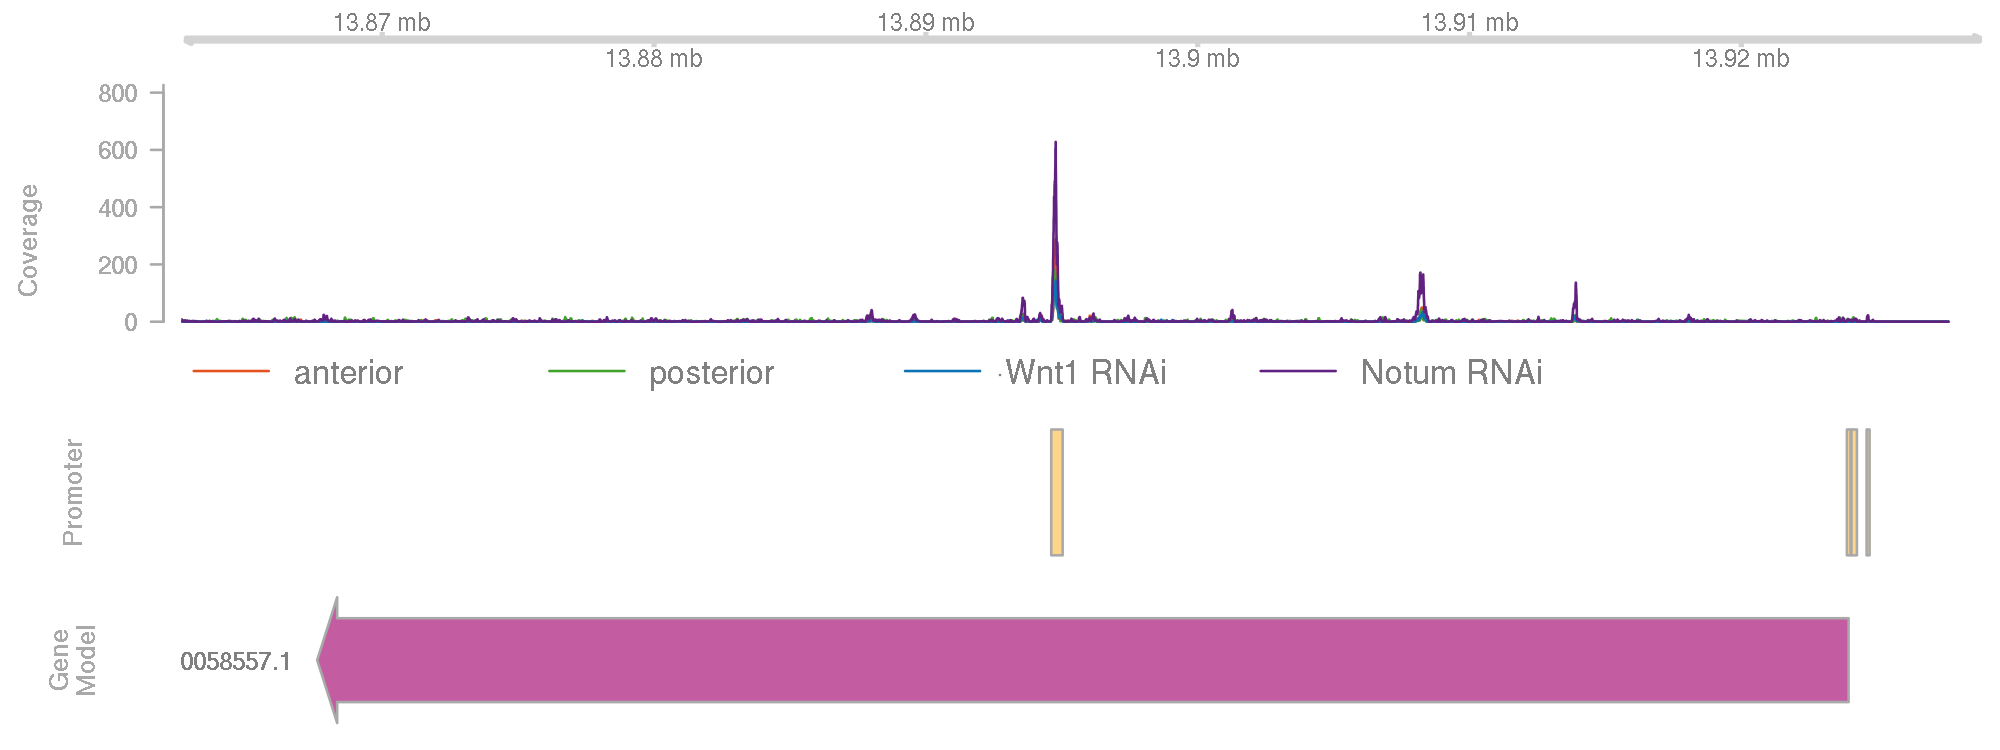 13.87 mb 13.89 mb 13.91 mb
13.88 mb 13.9 mb 13.92 mb
Coverage
800
600
400
200
0
anterior posterior Wnt1 RNAi Notum RNAi
Promoter
Gene
Model
0058557.1